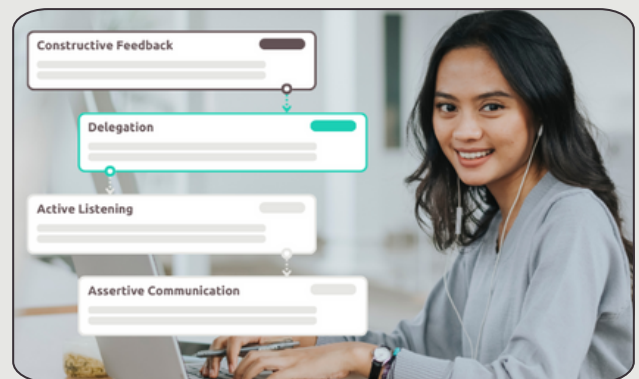 Constructive Feedback
Delegation
Active Listening
Assertive Communication